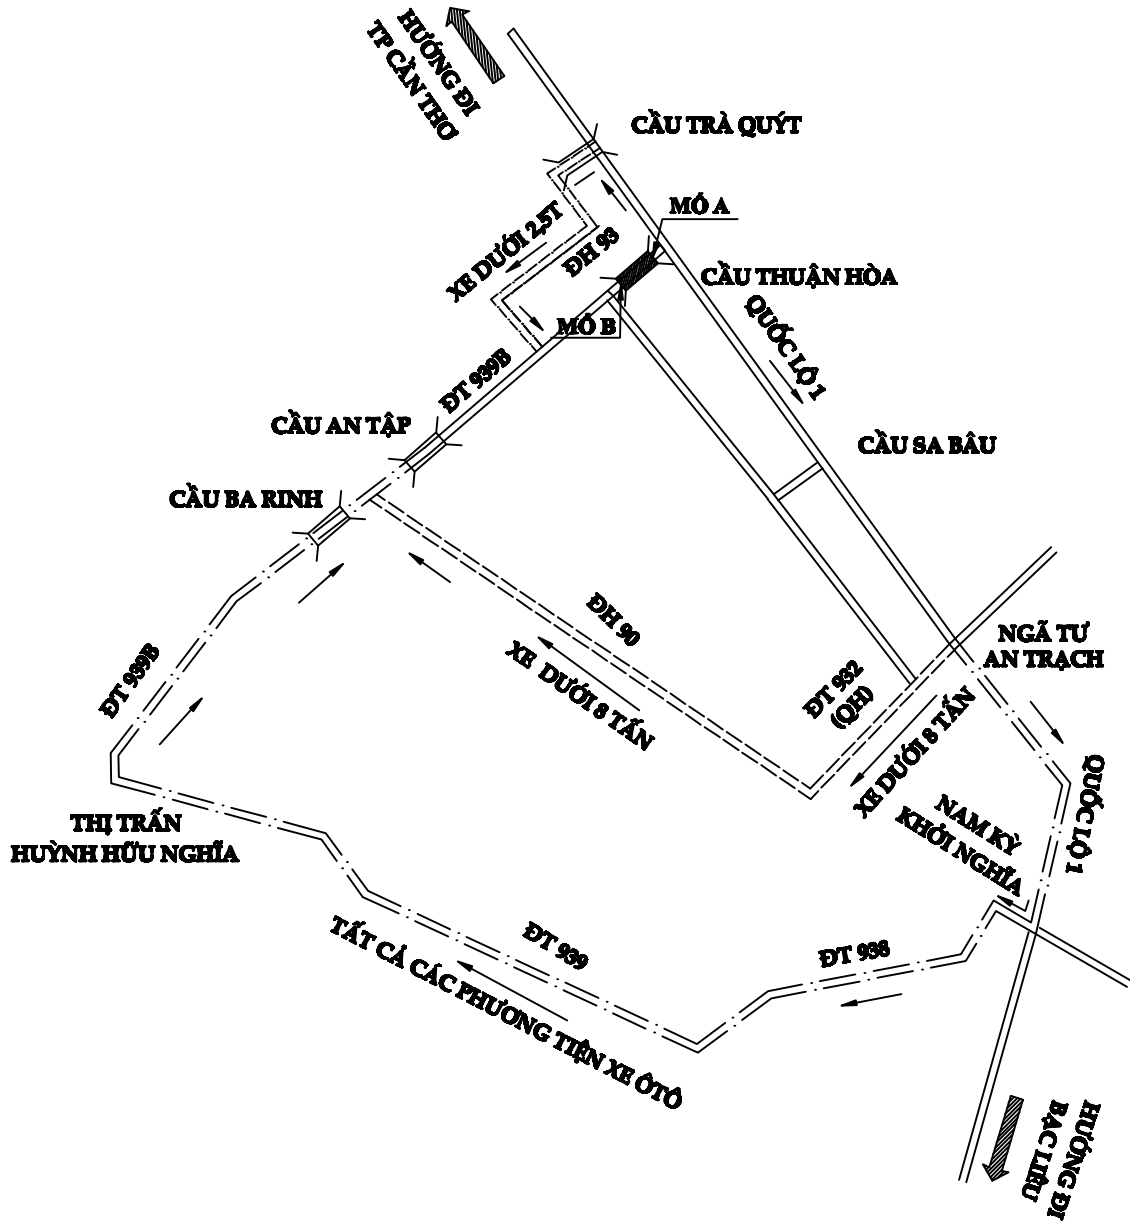 HƯỚNG ĐI
TP CẦN THƠ
CẦU TRÀ QUÝT
MỐ A
XE DƯỚI 2,5T
ĐH 93
CẦU THUẬN HÒA
QUỐC LỘ 1
MỐ B
ĐT 939B
CẦU AN TẬP
CẦU SA BÂU
CẦU BA RINH
ĐH 90
XE DƯỚI 8 TẤN
NGÃ TƯ
AN TRẠCH
ĐT 932
(QH)
XE DƯỚI 8 TẤN
ĐT 939B
QUỐC LỘ 1
NAM KỲ
KHỞI NGHĨA
THỊ TRẤN
HUỲNH HỮU NGHĨA
ĐT 939
TẤT CẢ CÁC PHƯƠNG TIỆN XE ÔTÔ
ĐT 938
HƯỚNG ĐI
BẠC LIÊU